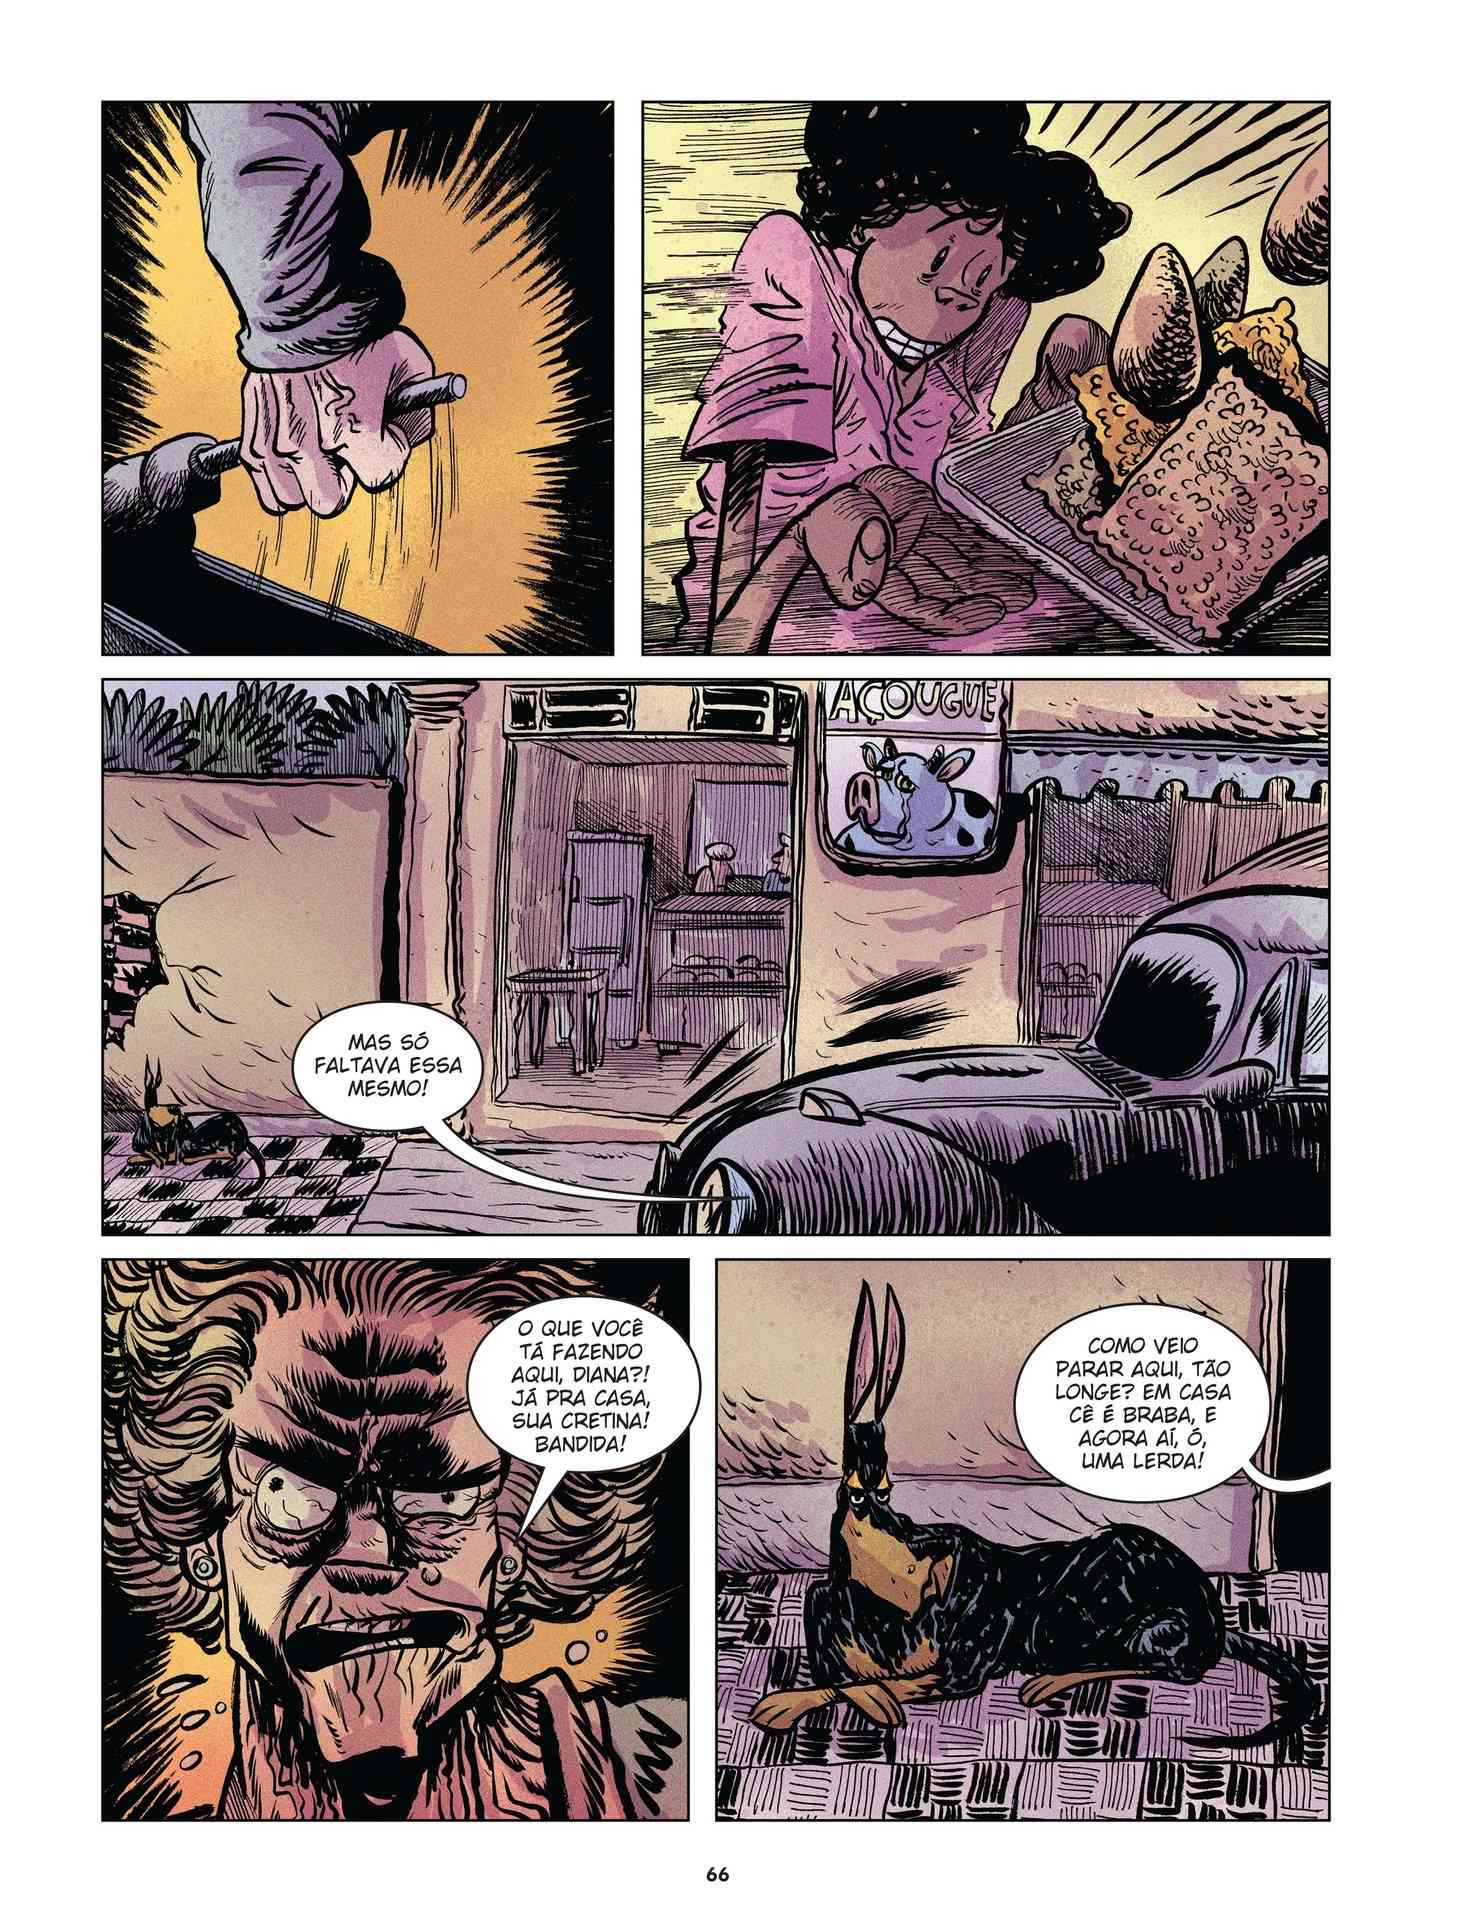 AÇOUGUE
MAS SÓ
FALTAVA ESSA
MESMO!
O QUE VOCÊ
TÁ FAZENDO
AQUI, DIANA?!
JÁ PRA CASA,
SUA CRETINA!
BANDIDA!
COMO VEIO
PARAR AQUI, TÃO
LONGE? EM CASA
CÊ É BRABA, E
AGORA AÍ, Ó,
UMA LERDA!
66